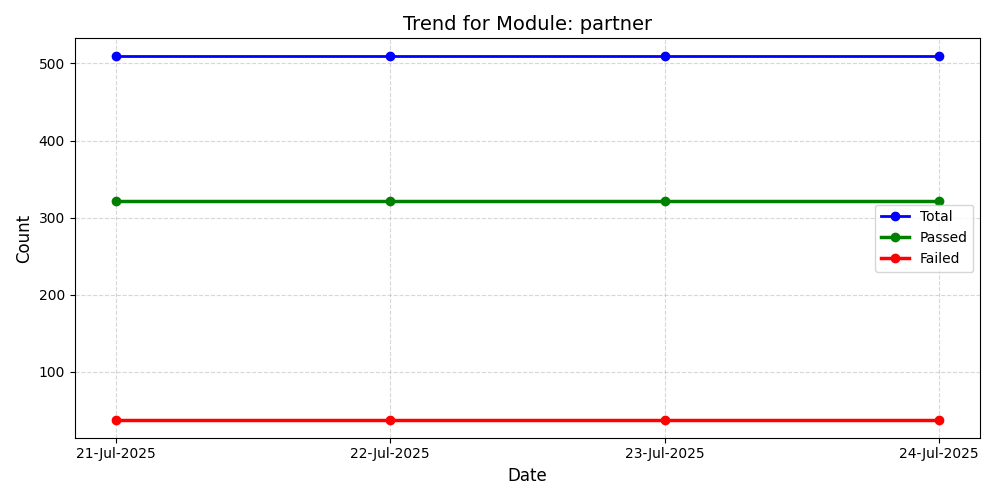 Trend for Module: partner
500
400
300
200
100
Count
Total
Passed
Failed
21-Jul-2025
22-Jul-2025
23-Jul-2025
24-Jul-2025
Date